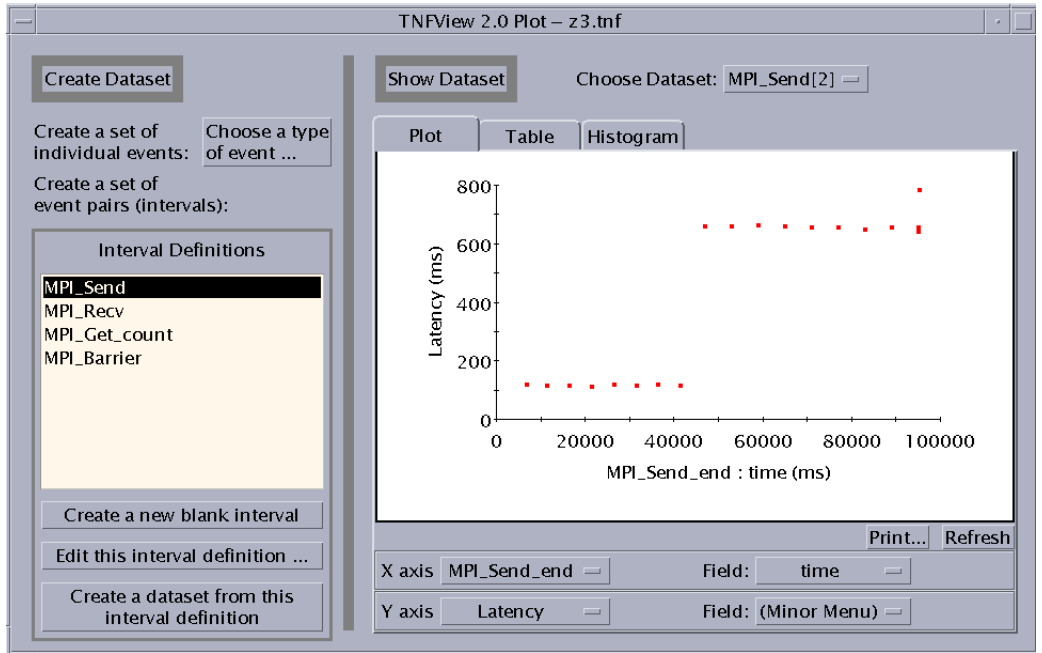 TNFView 2.0 Plot – z3.tnf
Create Dataset
Create a set of
individual events:
Choose a type
of event ...
Create a set of
event pairs (intervals):
Interval Definitions
MPI_Send
MPI_Recv
MPI_Get_count
MPI_Barrier
Create a new blank interval
Edit this interval definition ...
Create a dataset from this
interval definition
Show Dataset
Choose Dataset: MPI_Send[2]
Plot
Table
Histogram
800
600
400
200
0
Latency (ms)
0 20000 40000 60000 80000 100000
MPI_Send_end : time (ms)
Print... Refresh
X axis MPI_Send_end Field: time
Y axis Latency Field: (Minor Menu)